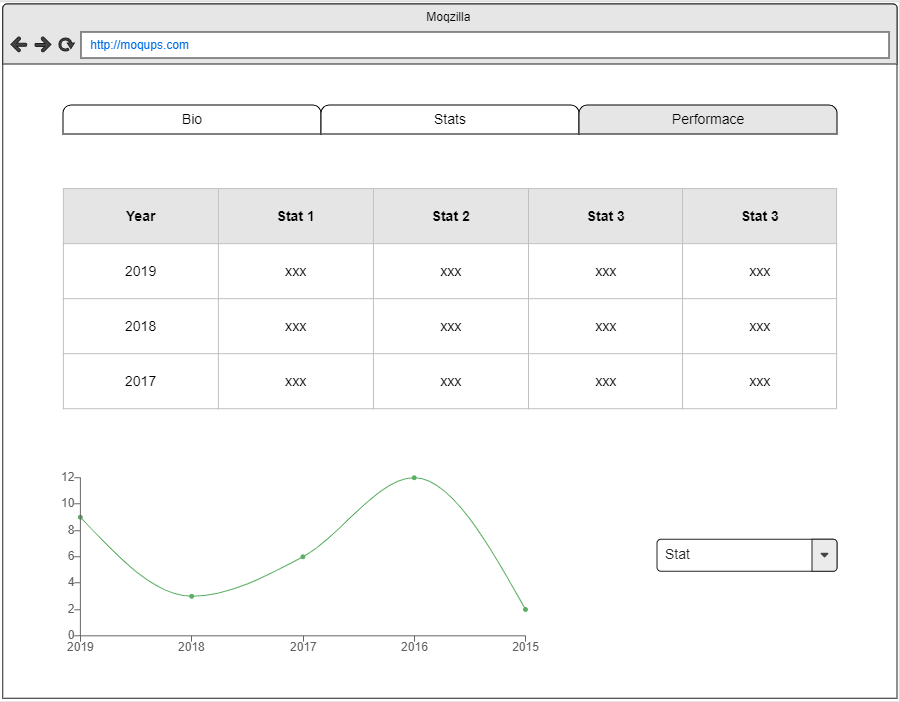 Moqzilla
http://moqups.com
Bio Stats Performace
Year Stat 1 Stat 2 Stat 3 Stat 3
2019 xxx xxx xxx xxx
2018 xxx xxx xxx xxx
2017 xxx xxx xxx xxx
12
10
8
6
4
2
0
2019 2018 2017 2016 2015
Stat